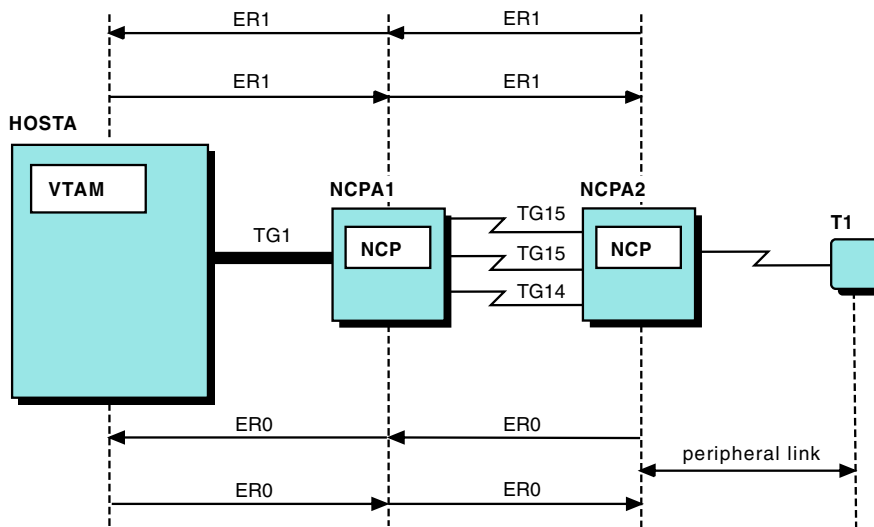 ER1 ER1
ER1 ER1
HOSTA
VTAM
NCPA1
NCPA2
T1
TG1
NCP
TG15
TG15
TG14
NCP
ER0 ER0
peripheral link
ER0 ER0